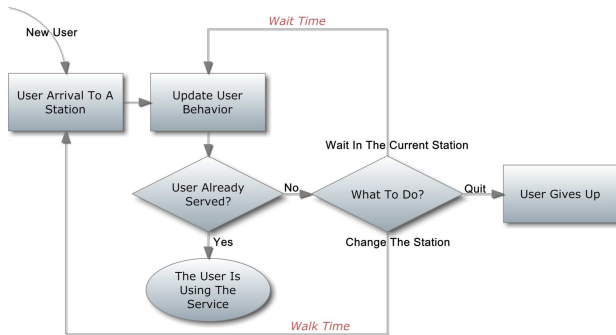 Wait Time
New User
User Arrival To A
Station
Update User
Behavior
Wait In The Current Station
User Already
Served?
No
What To Do?
Quit
User Gives Up
Yes
Change The Station
The User Is
Using The
Service
Walk Time